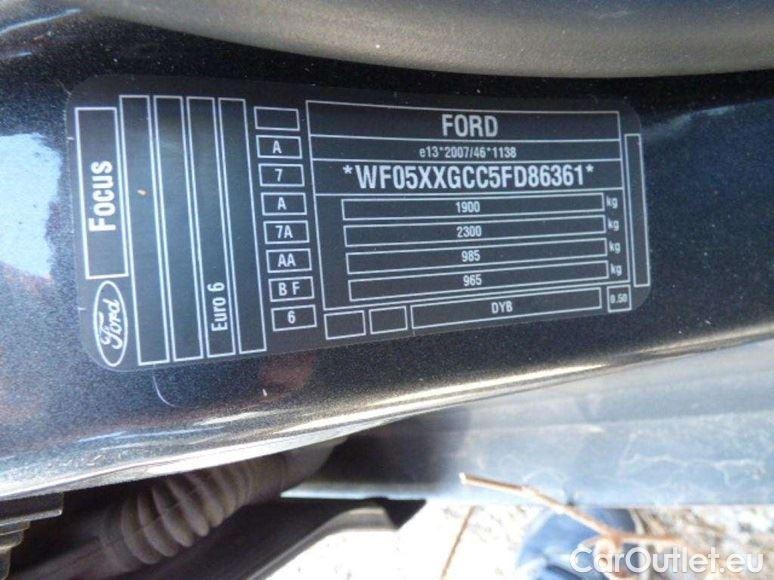 FORD
e13*2007/46*1138
*WF05XXGCC5FD86361*
1900 kg
2300 kg
985 kg
965 kg
DYB
0.50
A
7
A
7A
AA
B F
6
Euro 6
Focus
Ford
CarOutlet.eu